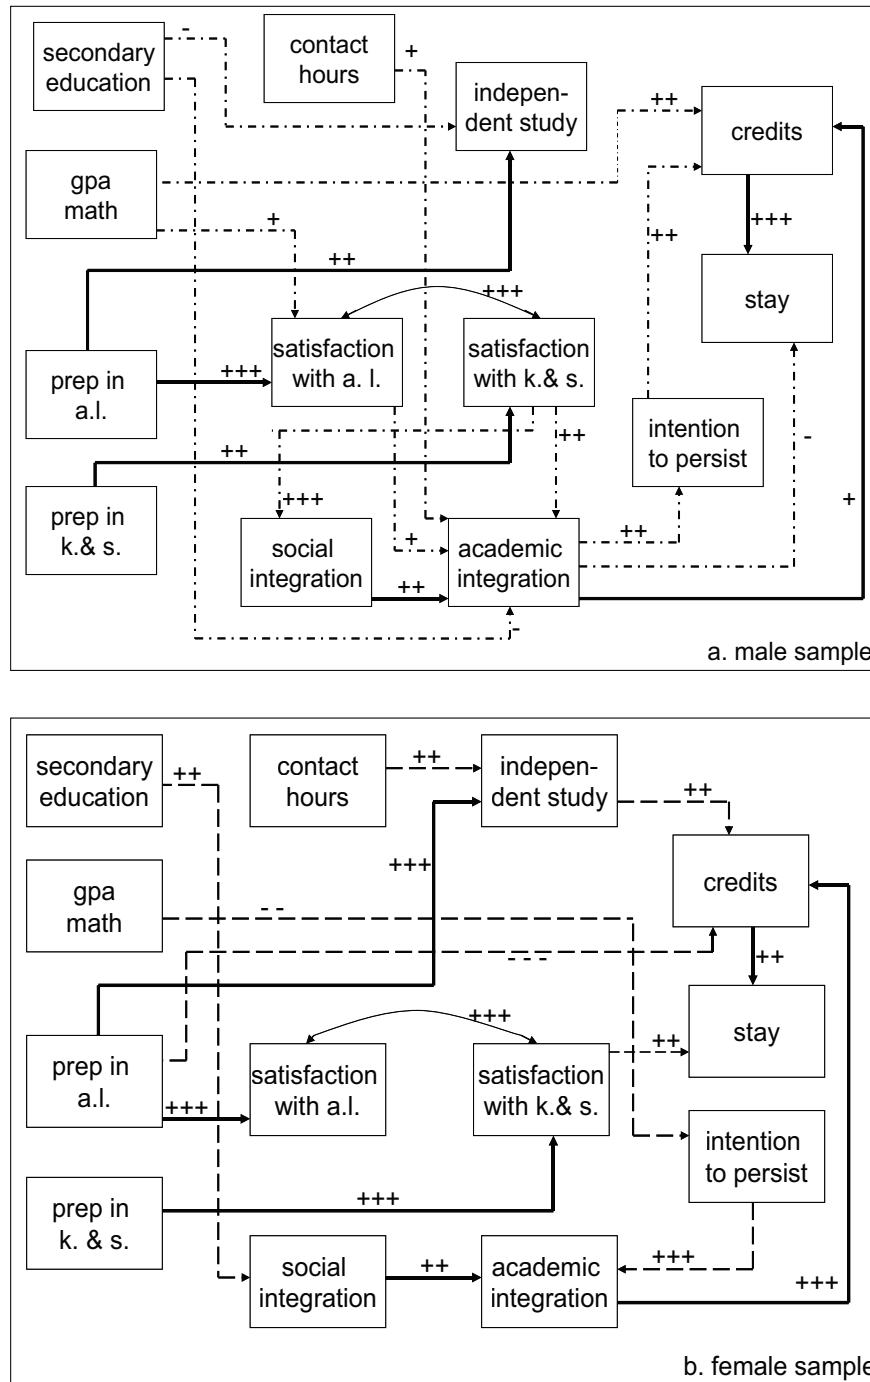 secondary
education
-
contact
hours
+
indepen-
dent study
++
credits
gpa
math
+
++
+++
++
stay
+++
prep in
a.l.
+++
satisfaction
with a. l.
satisfaction
with k.& s.
++
++
intention
to persist
-
prep in
k.& s.
+++
social
integration
++
+
academic
integration
++
+
-
a. male sample
secondary
education
++
contact
hours
++
indepen-
dent study
++
+++
credits
gpa
math
- -
- - -
++
stay
+++
++
prep in
a.l.
+++
satisfaction
with a.l.
satisfaction
with k.& s.
intention
to persist
prep in
k. & s.
+++
social
integration
++
academic
integration
+++
+++
b. female sample